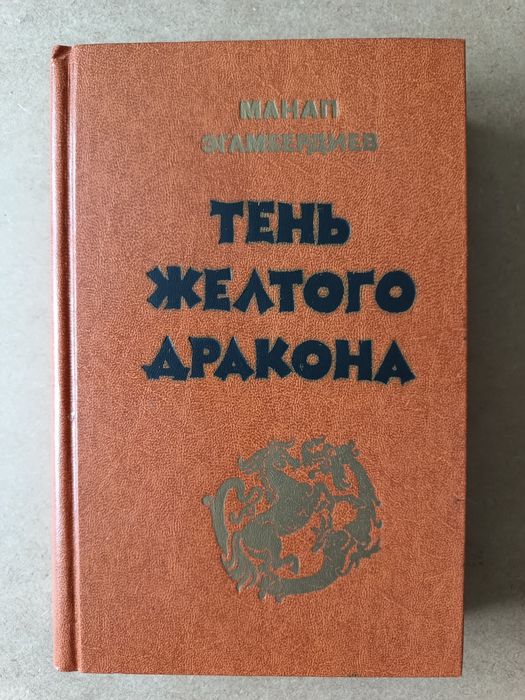 МАНАП
ЭГАМБЕРДИЕВ
ТЕНЬ
ЖЕЛТОГО
ДРАКОНА